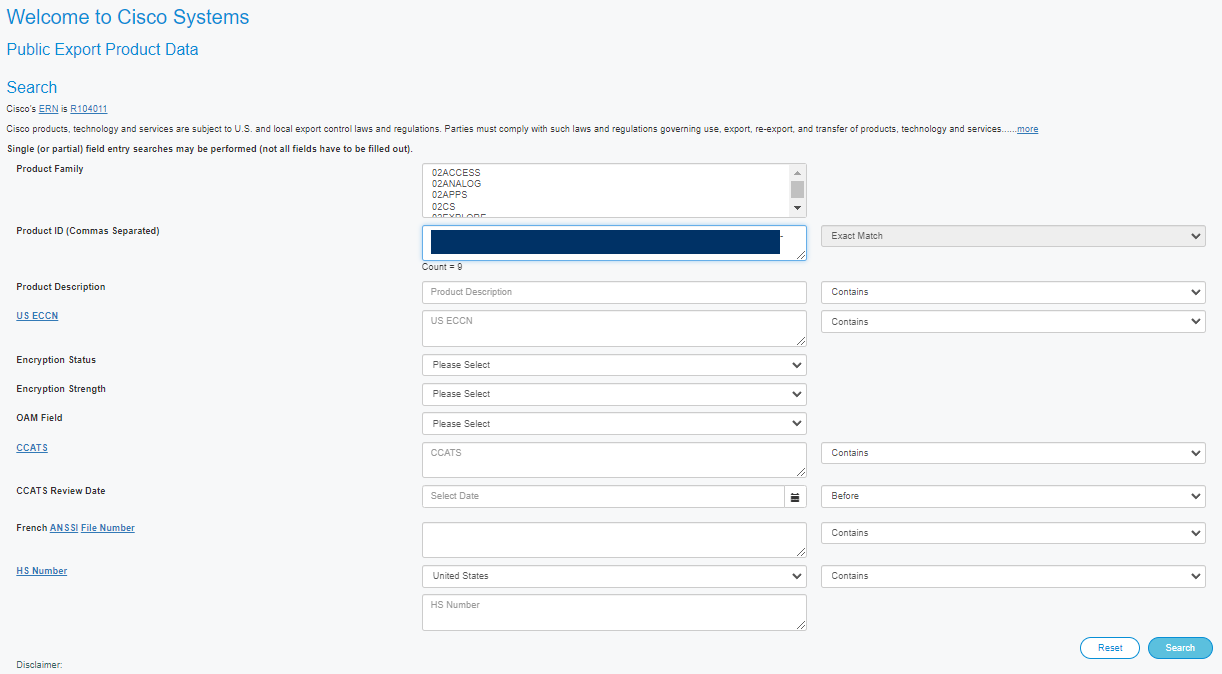 Welcome to Cisco Systems
Public Export Product Data
Search
Cisco's ERN is R104011
Cisco products, technology and services are subject to U.S. and local export control laws and regulations. Parties must comply with such laws and regulations governing use, export, re-export, and transfer of products, technology and services......more
Single (or partial) field entry searches may be performed (not all fields have to be filled out).
Product Family
02ACCESS
02ANALOG
02APPS
02CS
02EXPLORE
Product ID (Commas Separated)
Exact Match
Count = 9
Product Description
Product Description
Contains
US ECCN
US ECCN
Contains
Encryption Status
Please Select
Encryption Strength
Please Select
OAM Field
Please Select
CCATS
CCATS
Contains
CCATS Review Date
Select Date
Before
French ANSSI File Number
Contains
HS Number
United States
Contains
HS Number
Reset
Search
Disclaimer: